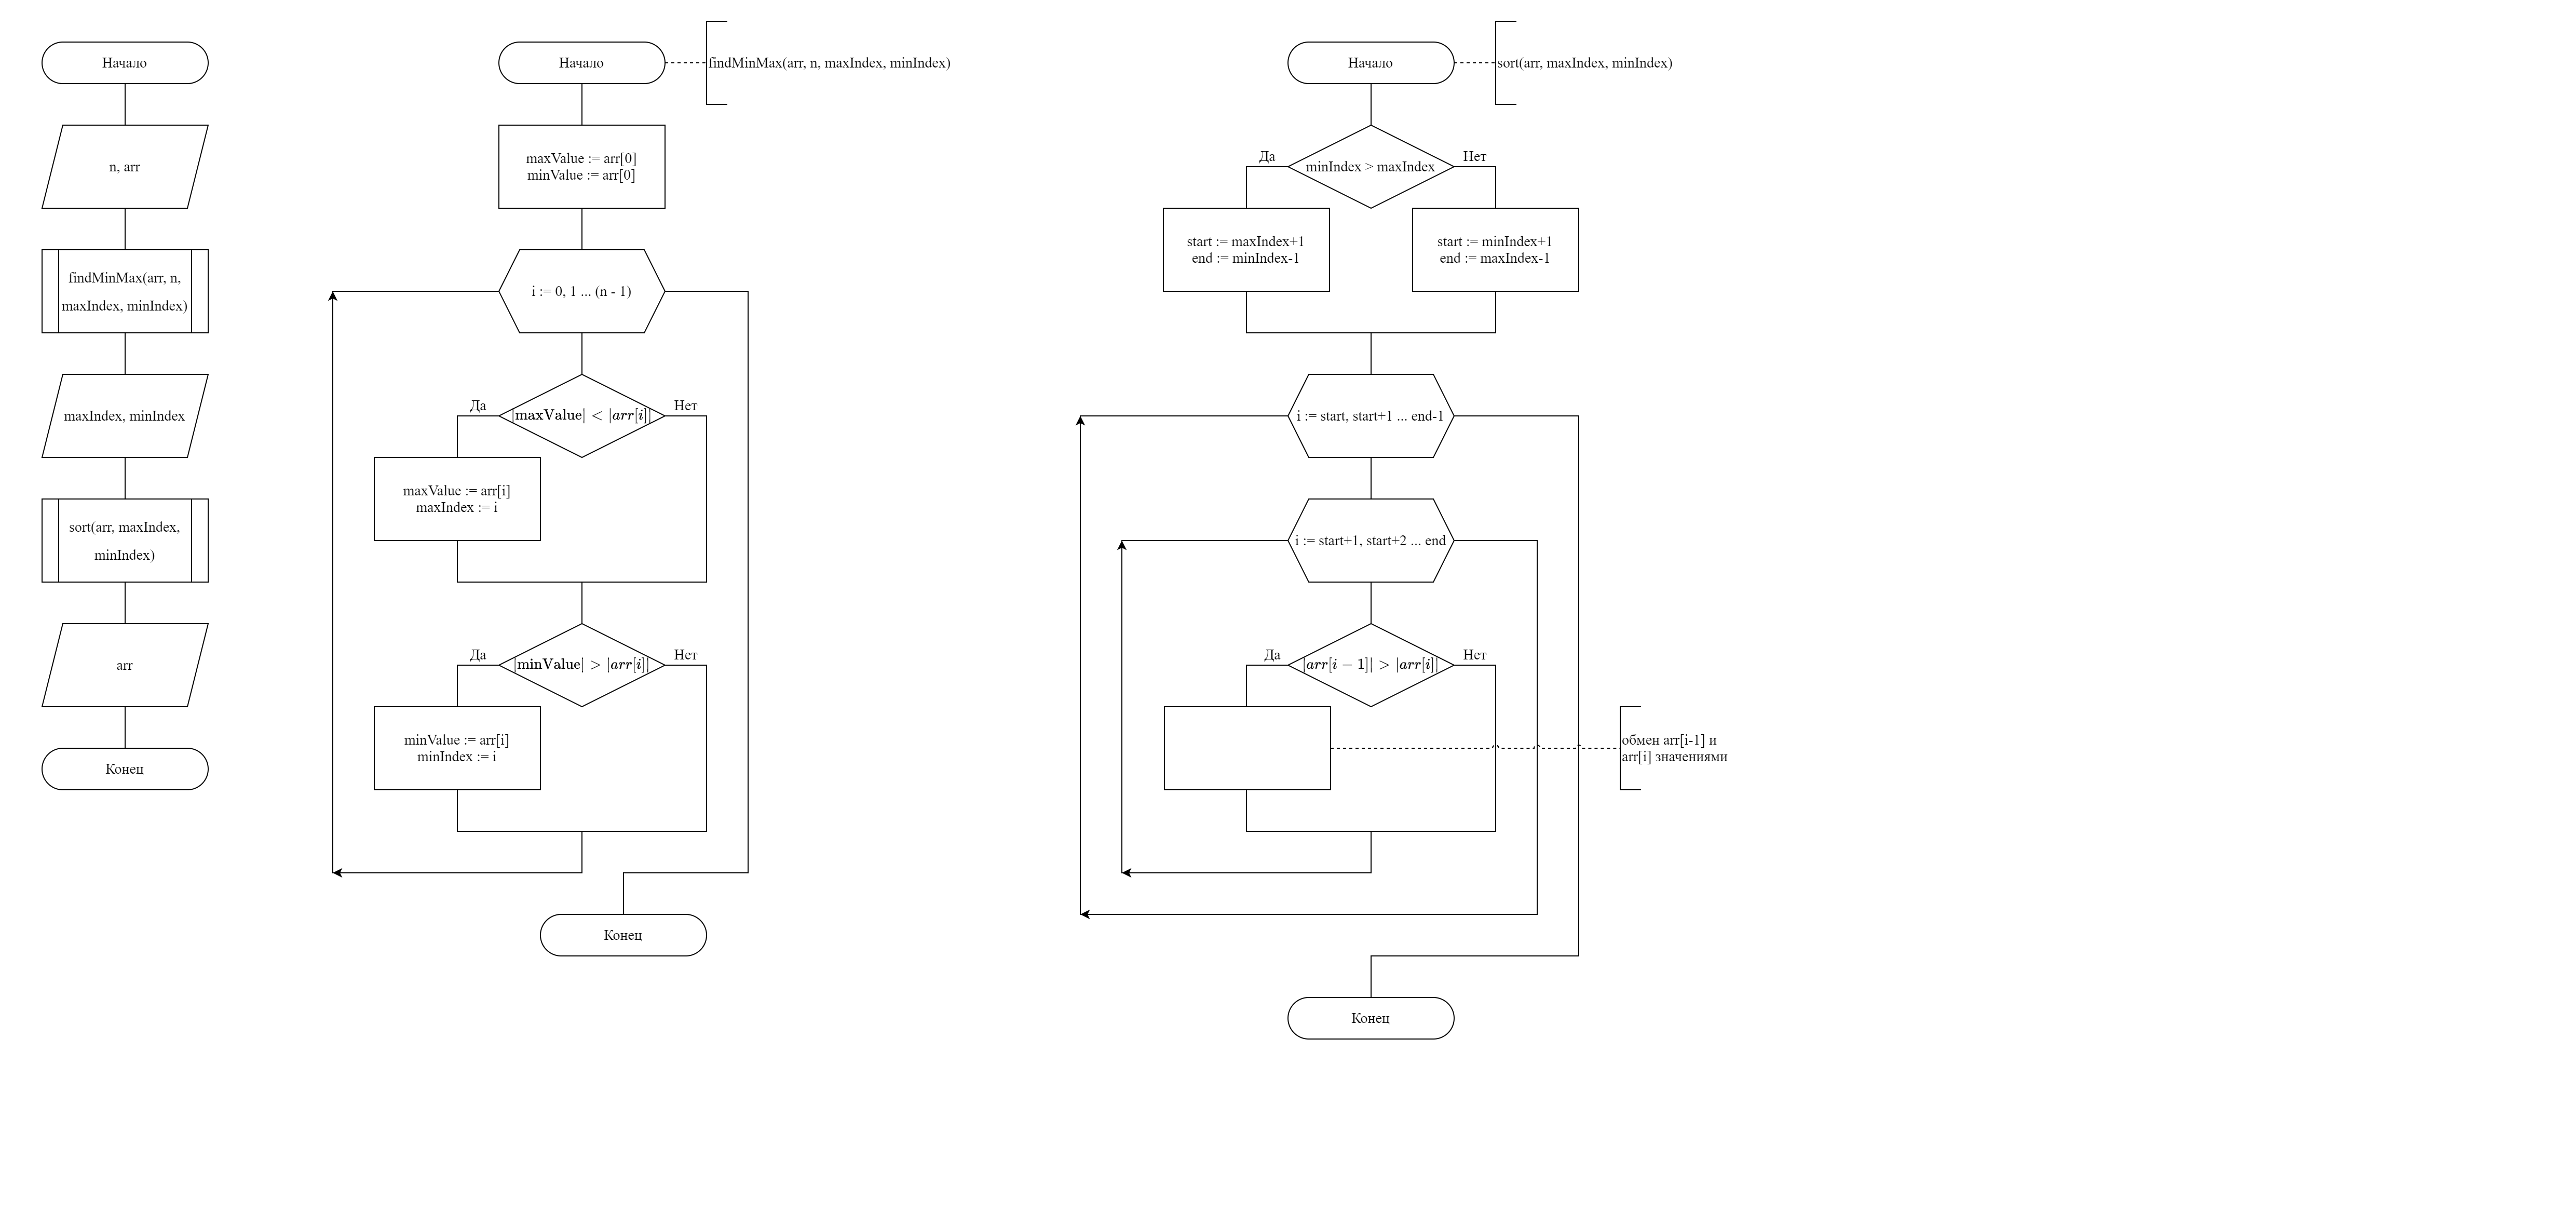 Начало
n, arr
findMinMax(arr, n,
maxIndex, minIndex)
maxIndex, minIndex
sort(arr, maxIndex,
minIndex)
arr
Конец
Начало
findMinMax(arr, n, maxIndex, minIndex)
maxValue := arr[0]
minValue := arr[0]
i := 0, 1 ... (n - 1)
Да
|maxValue| < |arr[i]|
Нет
maxValue := arr[i]
maxIndex := i
Да
|minValue| > |arr[i]|
Нет
minValue := arr[i]
minIndex := i
Конец
Начало
sort(arr, maxIndex, minIndex)
Да
minIndex > maxIndex
Нет
start := maxIndex+1
end := minIndex-1
start := minIndex+1
end := maxIndex-1
i := start, start+1 ... end-1
i := start+1, start+2 ... end
Да
|arr[i − 1]| > |arr[i]|
Нет
обмен arr[i-1] и
arr[i] значениями
Конец